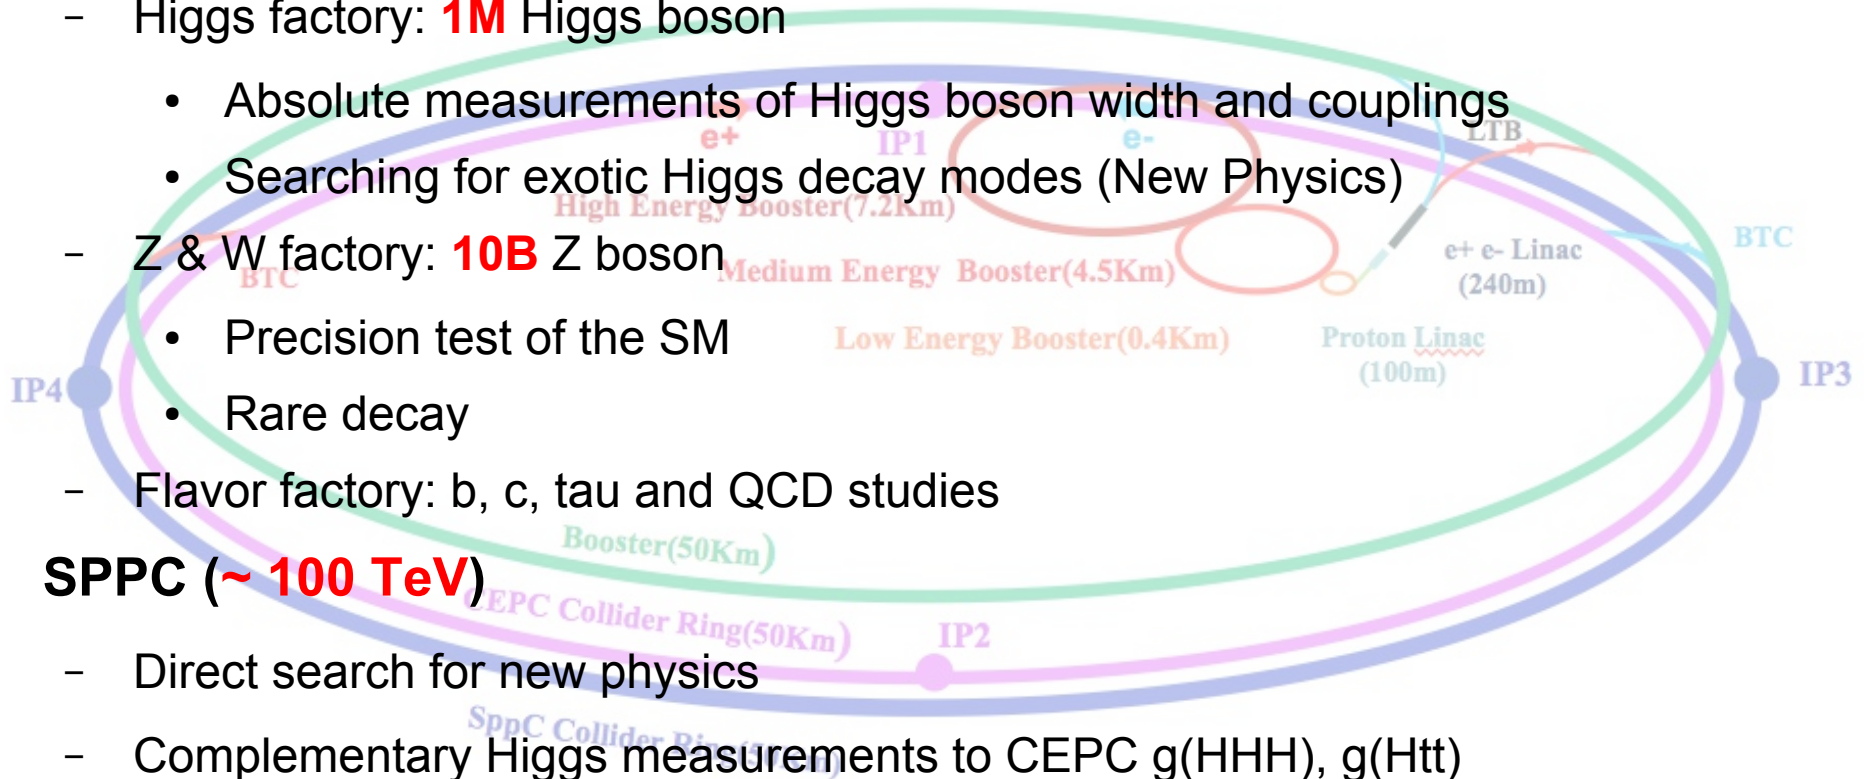 – Higgs factory: 1M Higgs boson
• Absolute measurements of Higgs boson width and couplings
e+ IP1 e- LTB
• Searching for exotic Higgs decay modes (New Physics)
High Energy Booster(7.2Km)
– Z & W factory: 10B Z boson
BTC
e+ e- Linac
(240m)
BTC
Medium Energy Booster(4.5Km)
• Precision test of the SM
Low Energy Booster(0.4Km)
Proton Linac
(100m)
IP4
IP3
• Rare decay
– Flavor factory: b, c, tau and QCD studies
Booster(50Km)
SPPC (~ 100 TeV)
CEPC Collider Ring(50Km)
IP2
– Direct search for new physics
SppC Collider Ring(50Km)
– Complementary Higgs measurements to CEPC g(HHH), g(Htt)